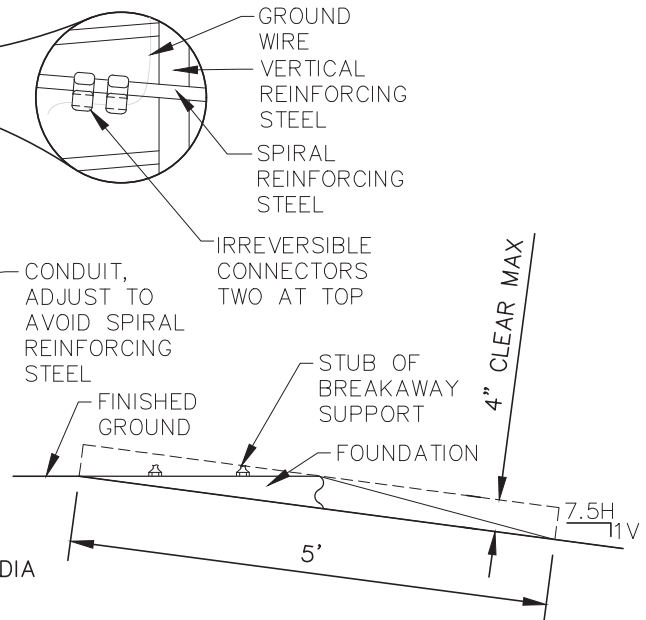 GROUND
WIRE
VERTICAL
REINFORCING
STEEL
SPIRAL
REINFORCING
STEEL
IRREVERSIBLE
CONNECTORS
TWO AT TOP
CONDUIT,
ADJUST TO
AVOID SPIRAL
REINFORCING
STEEL
FINISHED
GROUND
STUB OF
BREAKAWAY
SUPPORT
FOUNDATION
4" CLEAR MAX
7.5H
1V
5'
DIA